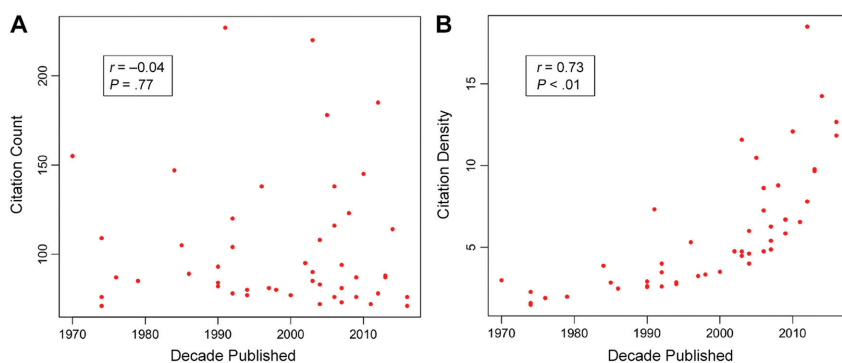 A
r = –0.04
P = .77
200
150
100
Citation Count
1970 1980 1990 2000 2010
Decade Published
B
r = 0.73
P < .01
15
10
5
Citation Density
1970 1980 1990 2000 2010
Decade Published